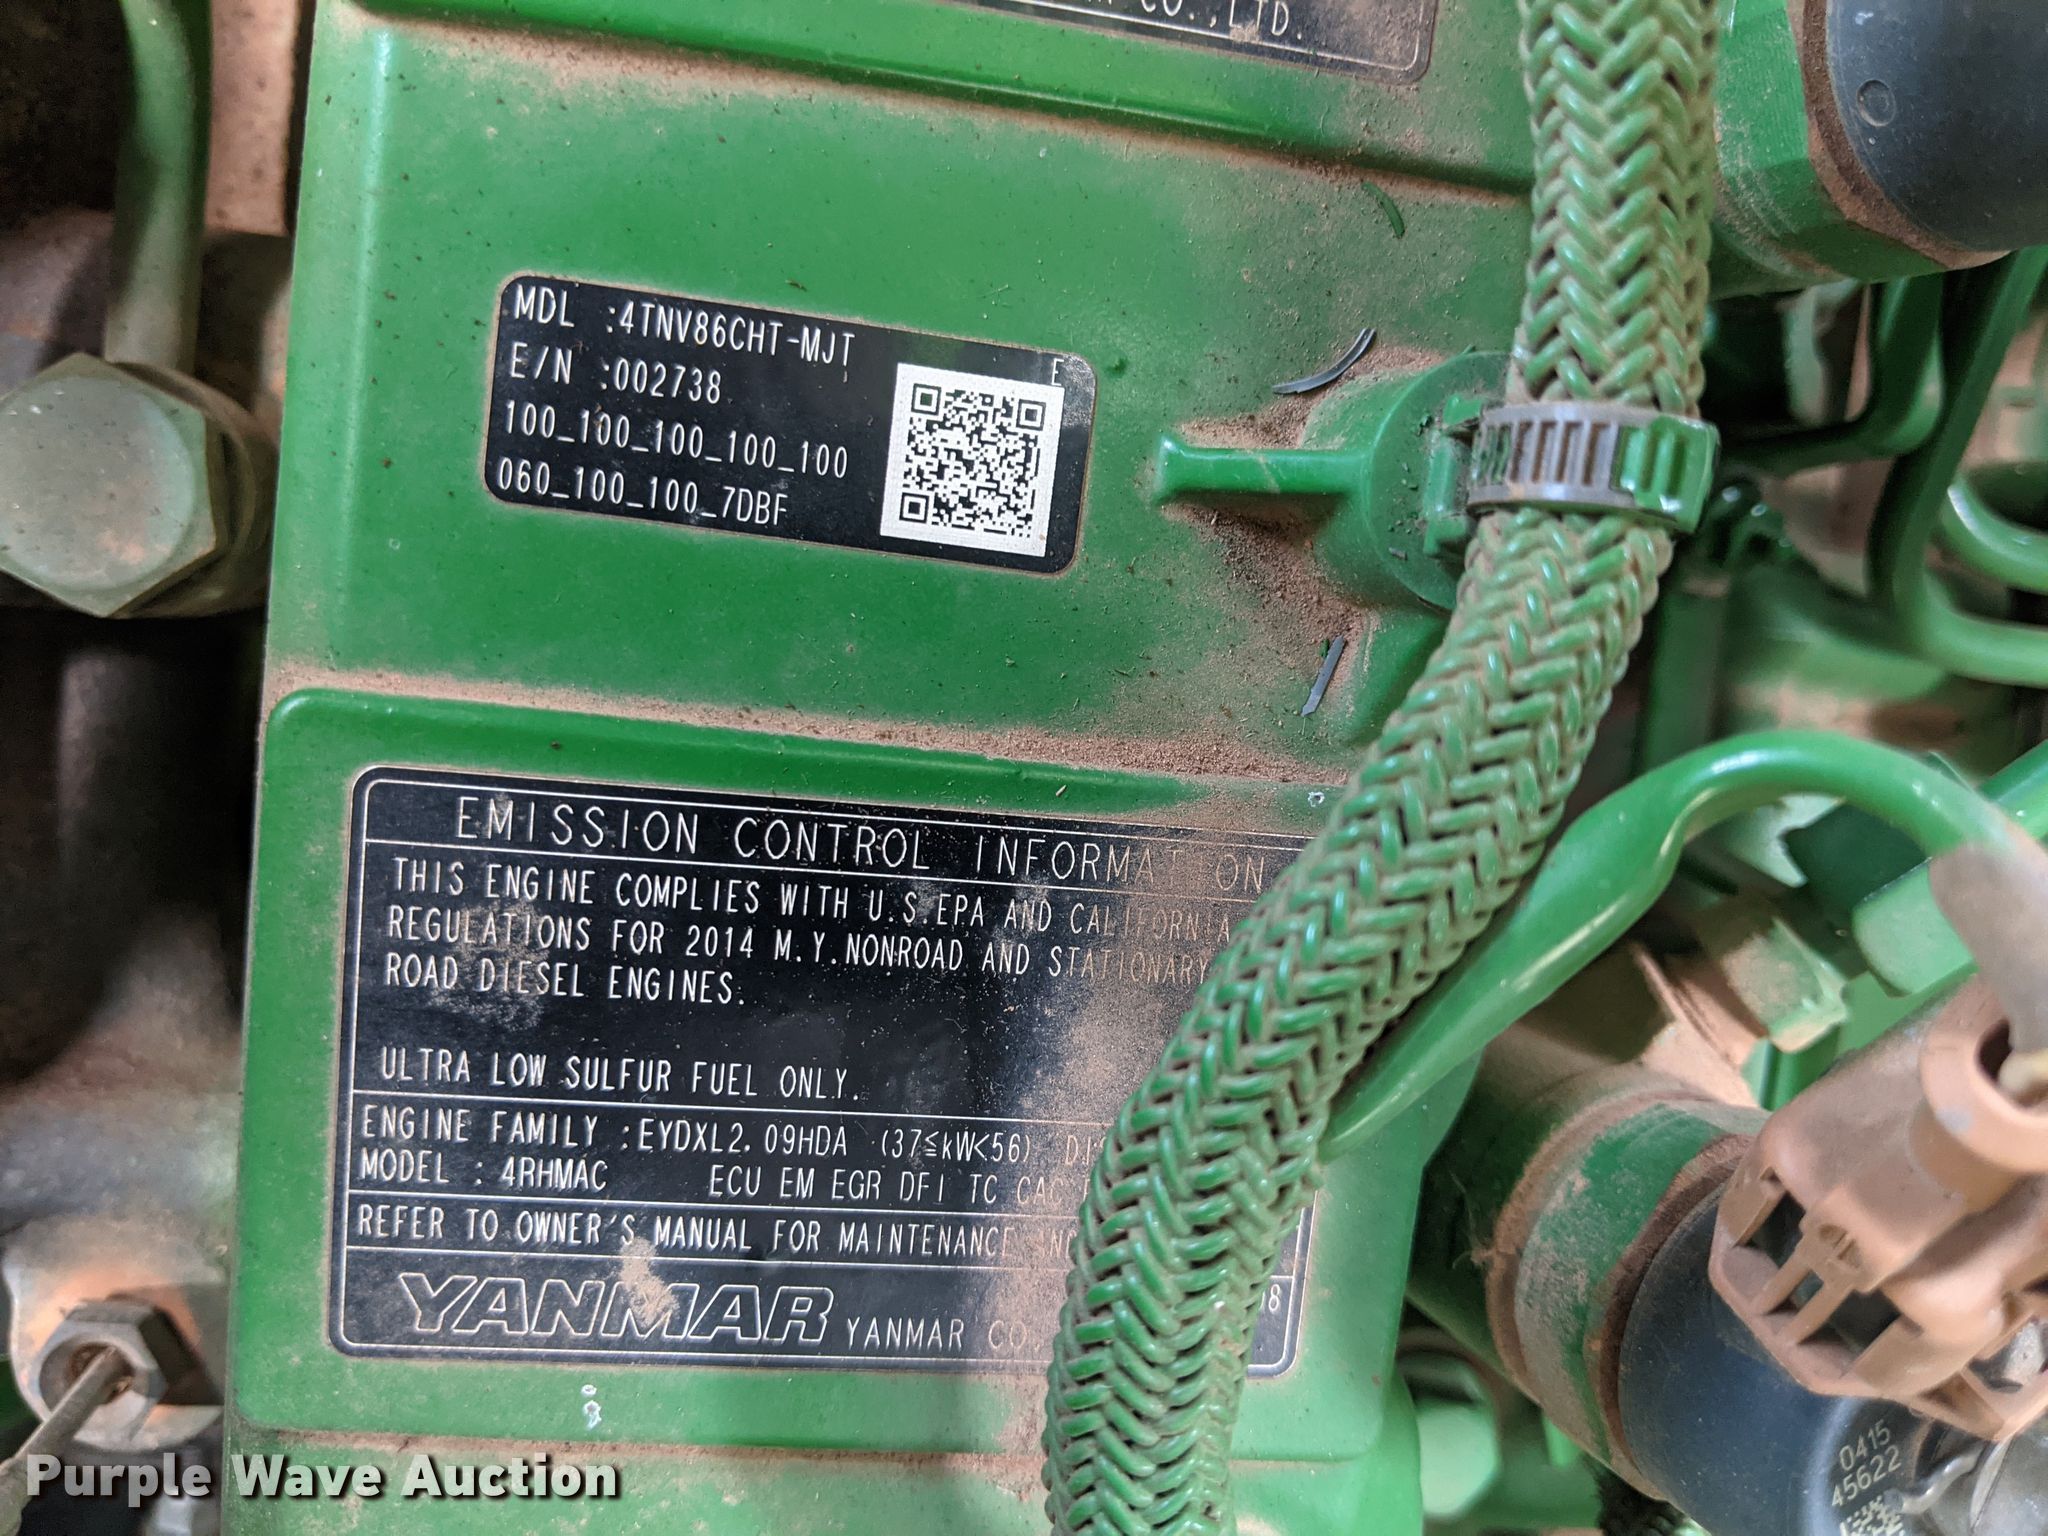 CO.,LTD.
MDL :4TNV86CHT-MJT
E
E/N :002738
100_100_100_100_100
060_100_100_7DBF
EMISSION CONTROL INFORMATION
THIS ENGINE COMPLIES WITH U.S.EPA AND CALIFORNIA
REGULATIONS FOR 2014 M.Y.NONROAD AND STATIONARY
ROAD DIESEL ENGINES.
ULTRA LOW SULFUR FUEL ONLY.
ENGINE FAMILY :EYDXL2.09HDA (37≦kW<56)
MODEL : 4RHMAC ECU EM EGR DFI TC CAC
REFER TO OWNER'S MANUAL FOR MAINTENANCE
YANMAR YANMAR CO.
0415
45622
Purple Wave Auction